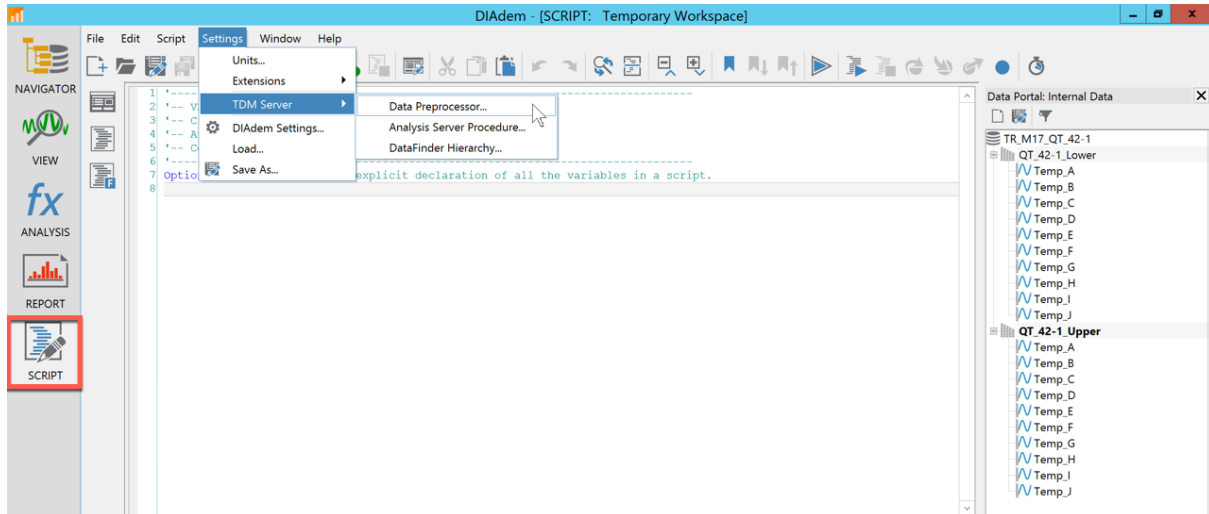 DIAdem - [SCRIPT: Temporary Workspace]
File Edit Script Settings Window Help
NAVIGATOR
VIEW
ANALYSIS
REPORT
SCRIPT
Units...
Extensions
TDM Server
DIAdem Settings...
Load...
Save As...
Data Preprocessor...
Analysis Server Procedure...
DataFinder Hierarchy...
1 '--------------------------------------------------
2 '-- V
3 '-- C
4 '-- A
5 '-- C
6 '--------------------------------------------------
7 Option explicit declaration of all the variables in a script.
8
Data Portal: Internal Data
TR_M17_QT_42-1
QT_42-1_Lower
Temp_A
Temp_B
Temp_C
Temp_D
Temp_E
Temp_F
Temp_G
Temp_H
Temp_I
Temp_J
QT_42-1_Upper
Temp_A
Temp_B
Temp_C
Temp_D
Temp_E
Temp_F
Temp_G
Temp_H
Temp_I
Temp_J